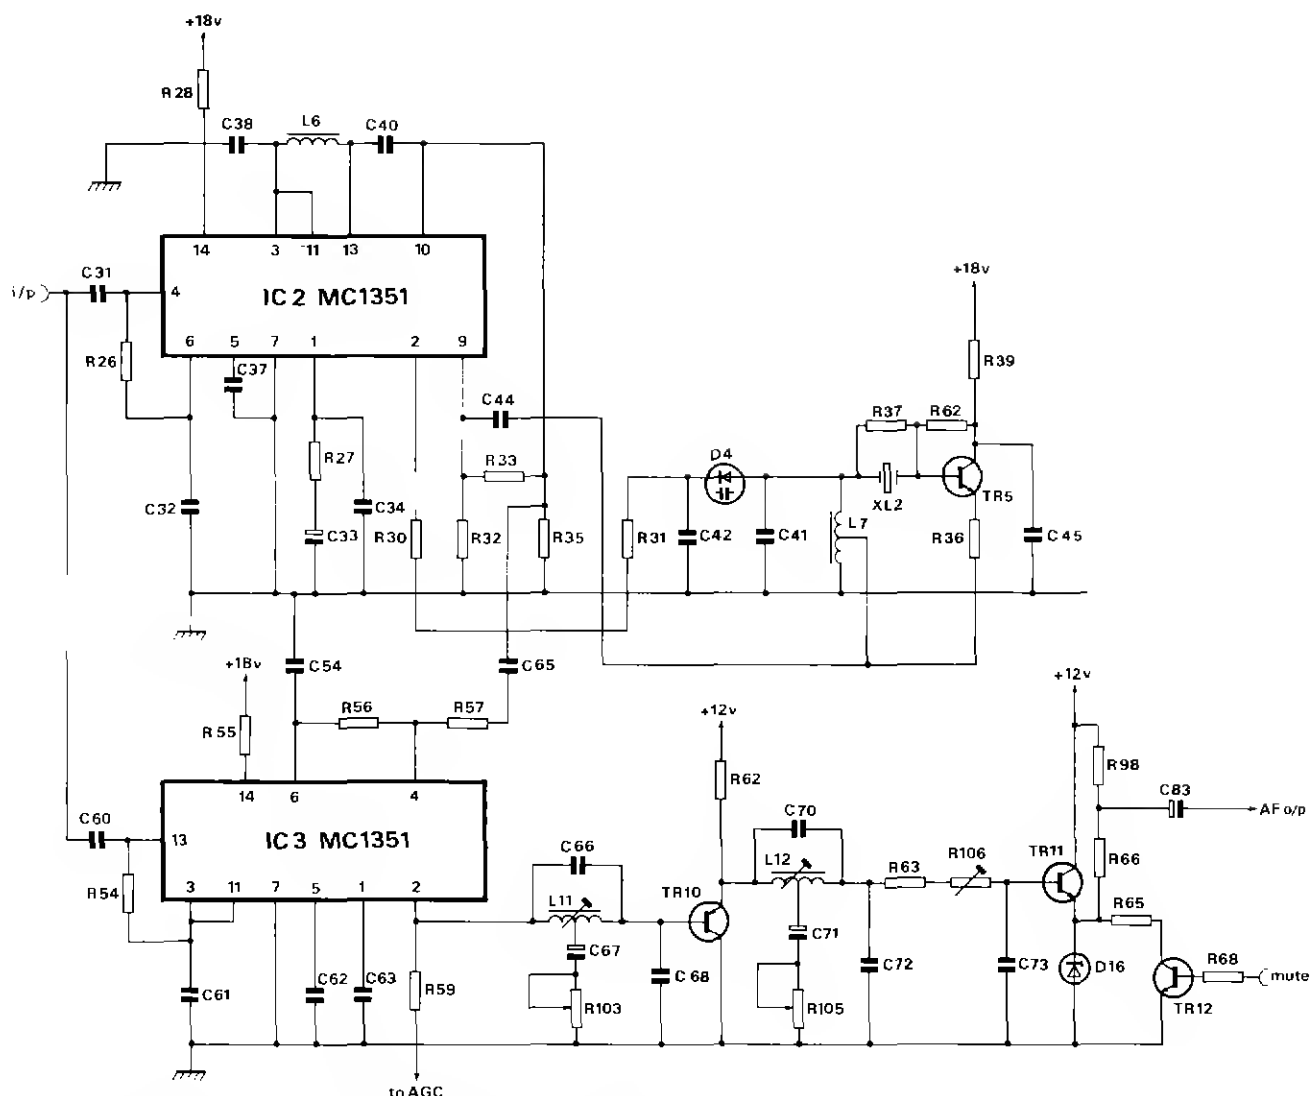 +18v
R28
C38
L6
C40
14
3
11
13
10
i/p
C31
4
IC2 MC1351
6
5
7
1
2
9
R26
C37
C44
R27
R33
C32
C33
C34
R30
R32
R35
+18v
R39
R37
R62
D4
XL2
TR5
L7
R31
C42
C41
R36
C45
+18v
C54
C65
R55
R56
R57
14
6
4
C60
13
IC3 MC1351
3
11
7
5
1
2
R54
C61
C62
C63
R59
to AGC
C66
L11
C67
R103
C68
+12v
R62
TR10
C70
L12
C71
R105
C72
R63
R106
C73
+12v
R98
C83
AF o/p
TR11
R66
R65
D16
R68
mute
TR12